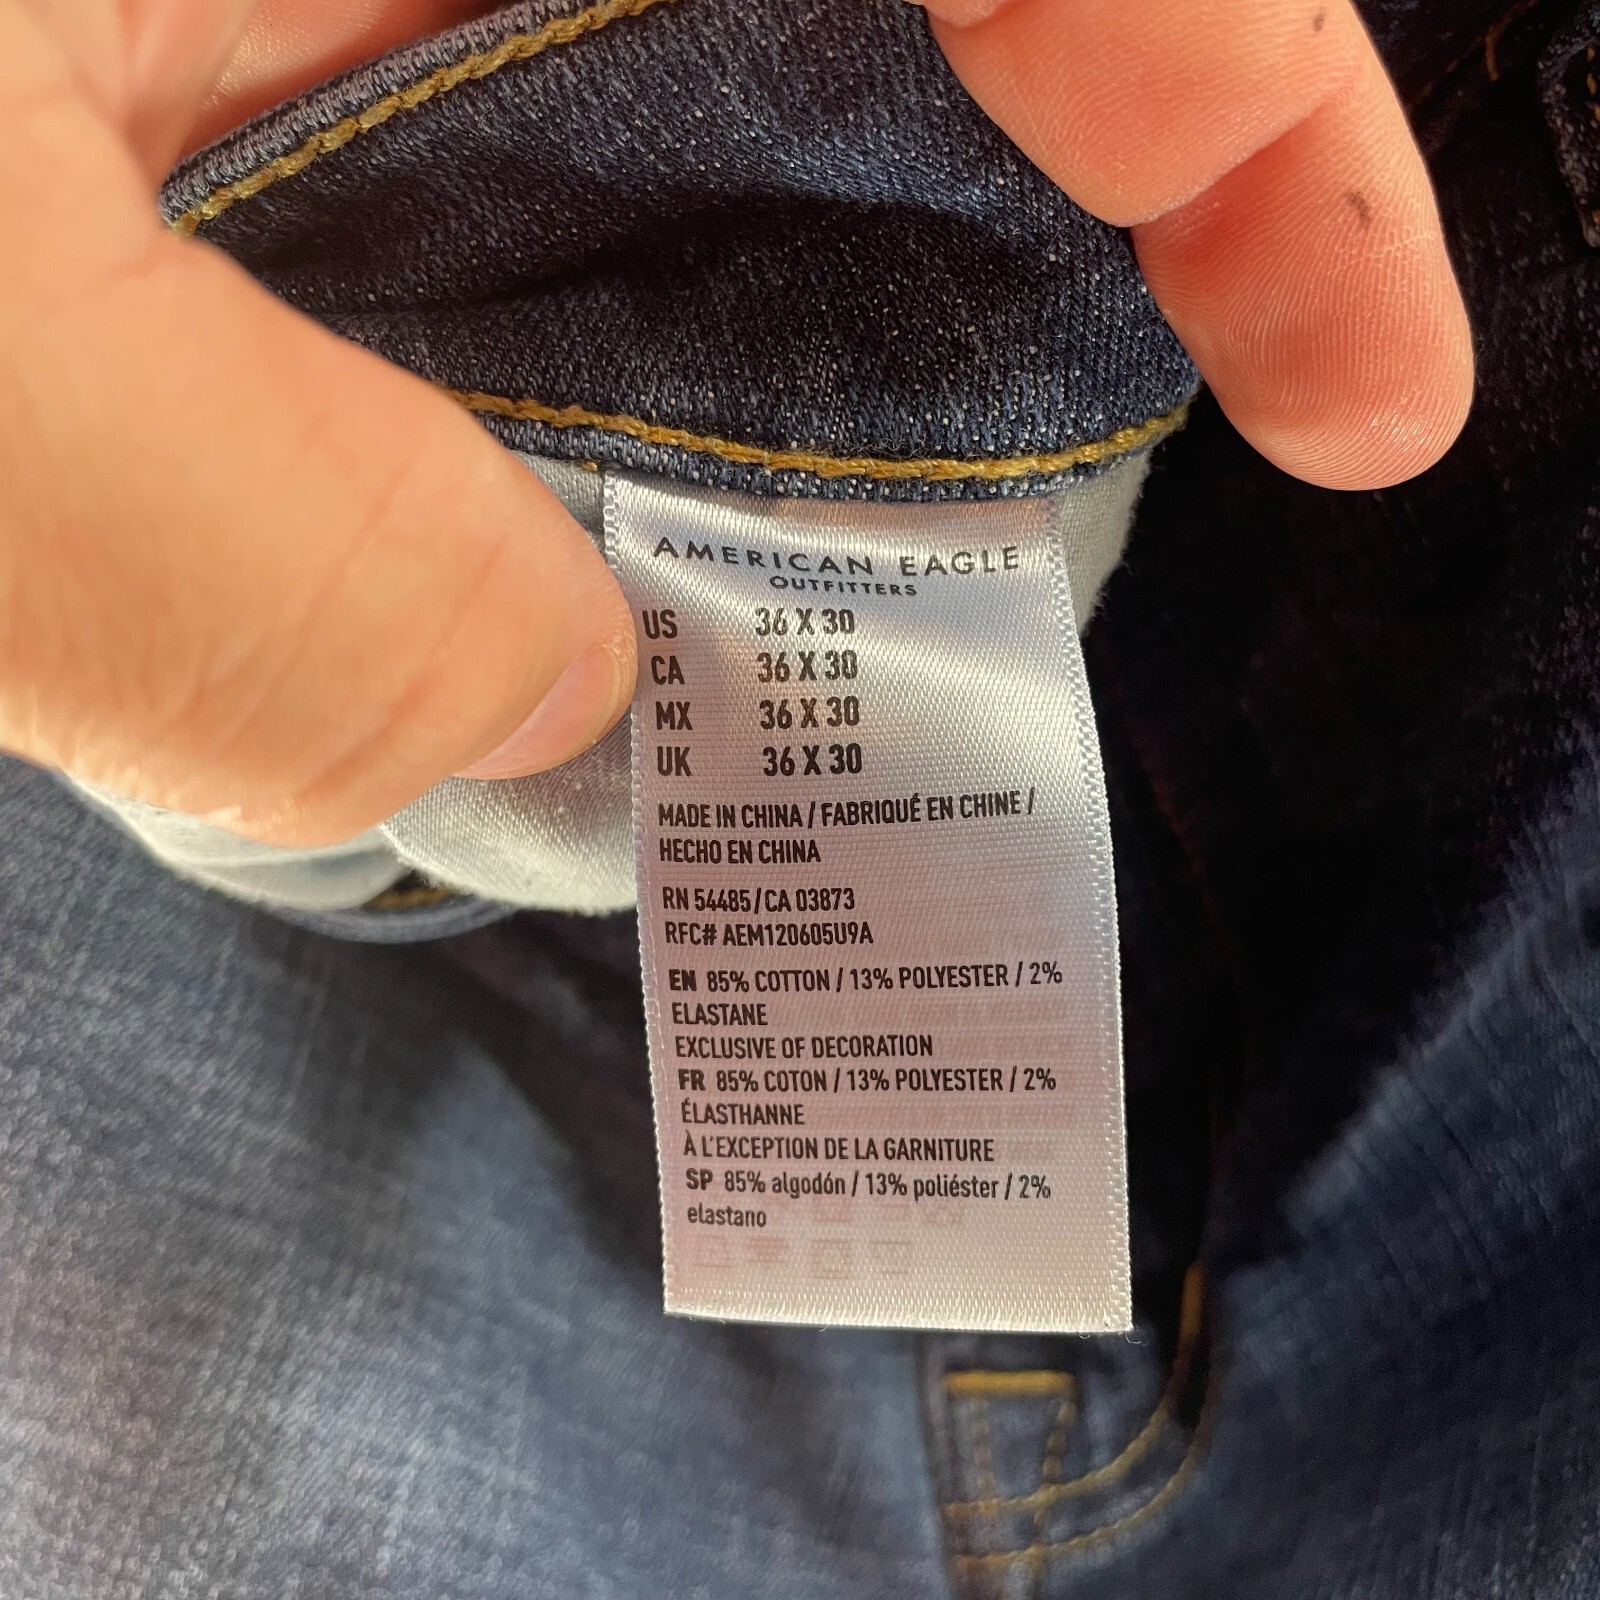 AMERICAN EAGLE
OUTFITTERS
US 36 X 30
CA 36 X 30
MX 36 X 30
UK 36 X 30
MADE IN CHINA / FABRIQUÉ EN CHINE /
HECHO EN CHINA
RN 54485/CA 03873
RFC# AEM120605U9A
EN 85% COTTON / 13% POLYESTER / 2%
ELASTANE
EXCLUSIVE OF DECORATION
FR 85% COTON / 13% POLYESTER / 2%
ÉLASTHANNE
À L'EXCEPTION DE LA GARNITURE
SP 85% algodón / 13% poliéster / 2%
elastano